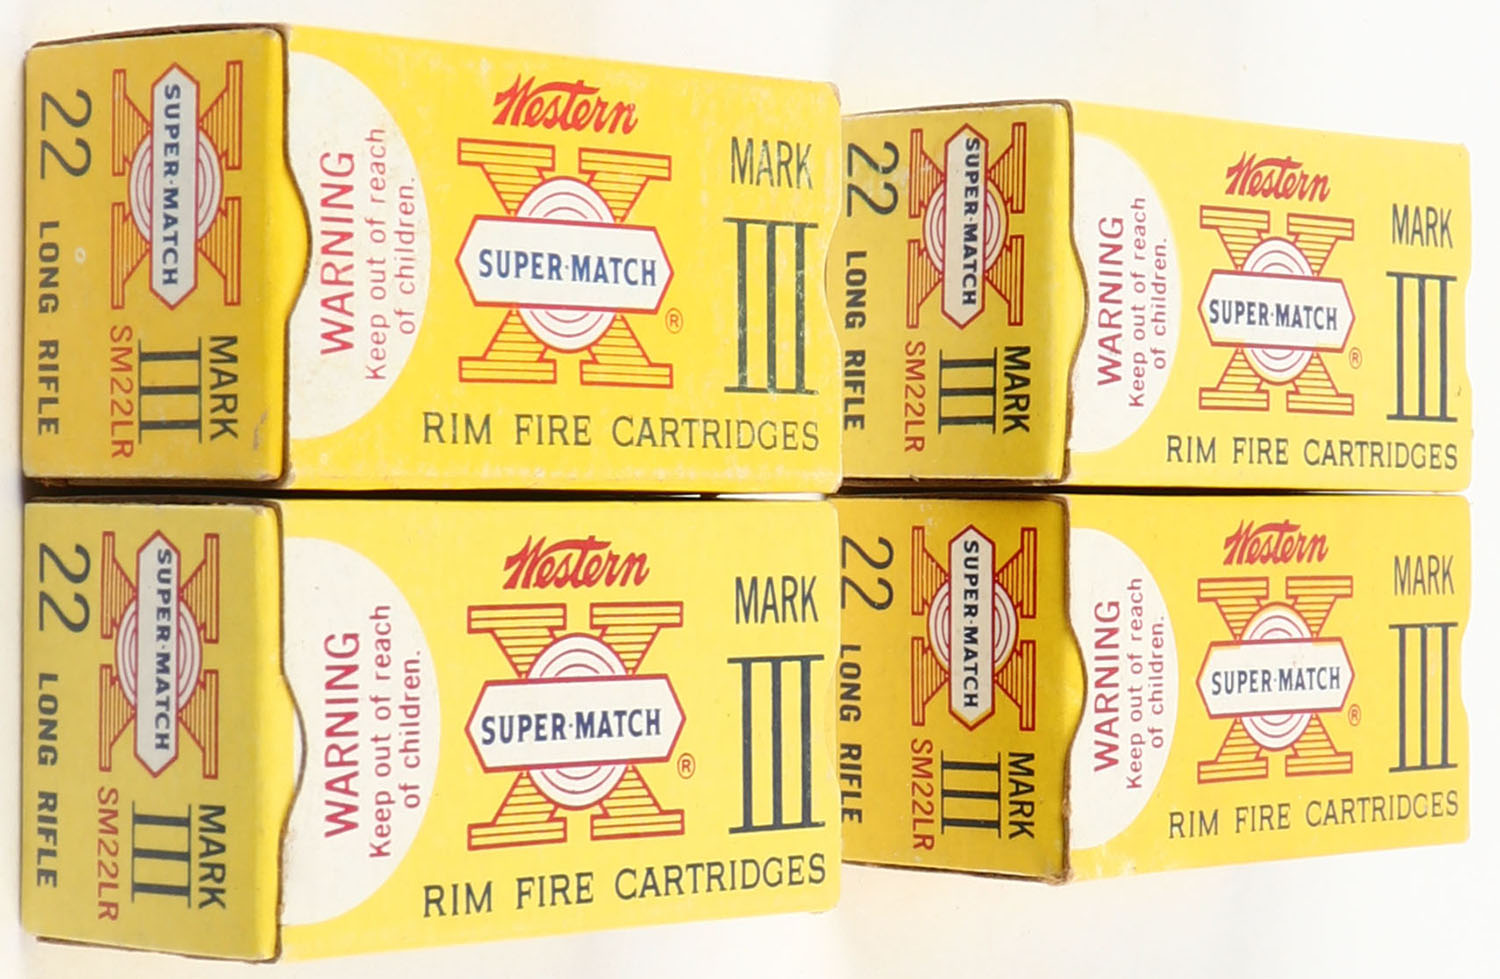 22 LONG RIFLE
SUPER·MATCH
MARK
III
SM22LR
WARNING
Keep out of reach
of children.
Western
X
SUPER·MATCH
®
MARK
III
RIM FIRE CARTRIDGES
22 LONG RIFLE
SUPER·MATCH
MARK
III
SM22LR
WARNING
Keep out of reach
of children.
Western
X
SUPER·MATCH
®
MARK
III
RIM FIRE CARTRIDGES
22 LONG RIFLE
SUPER·MATCH
MARK
III
SM22LR
WARNING
Keep out of reach
of children.
Western
X
SUPER·MATCH
®
MARK
III
RIM FIRE CARTRIDGES
22 LONG RIFLE
SUPER·MATCH
MARK
III
SM22LR
WARNING
Keep out of reach
of children.
Western
X
SUPER·MATCH
®
MARK
III
RIM FIRE CARTRIDGES